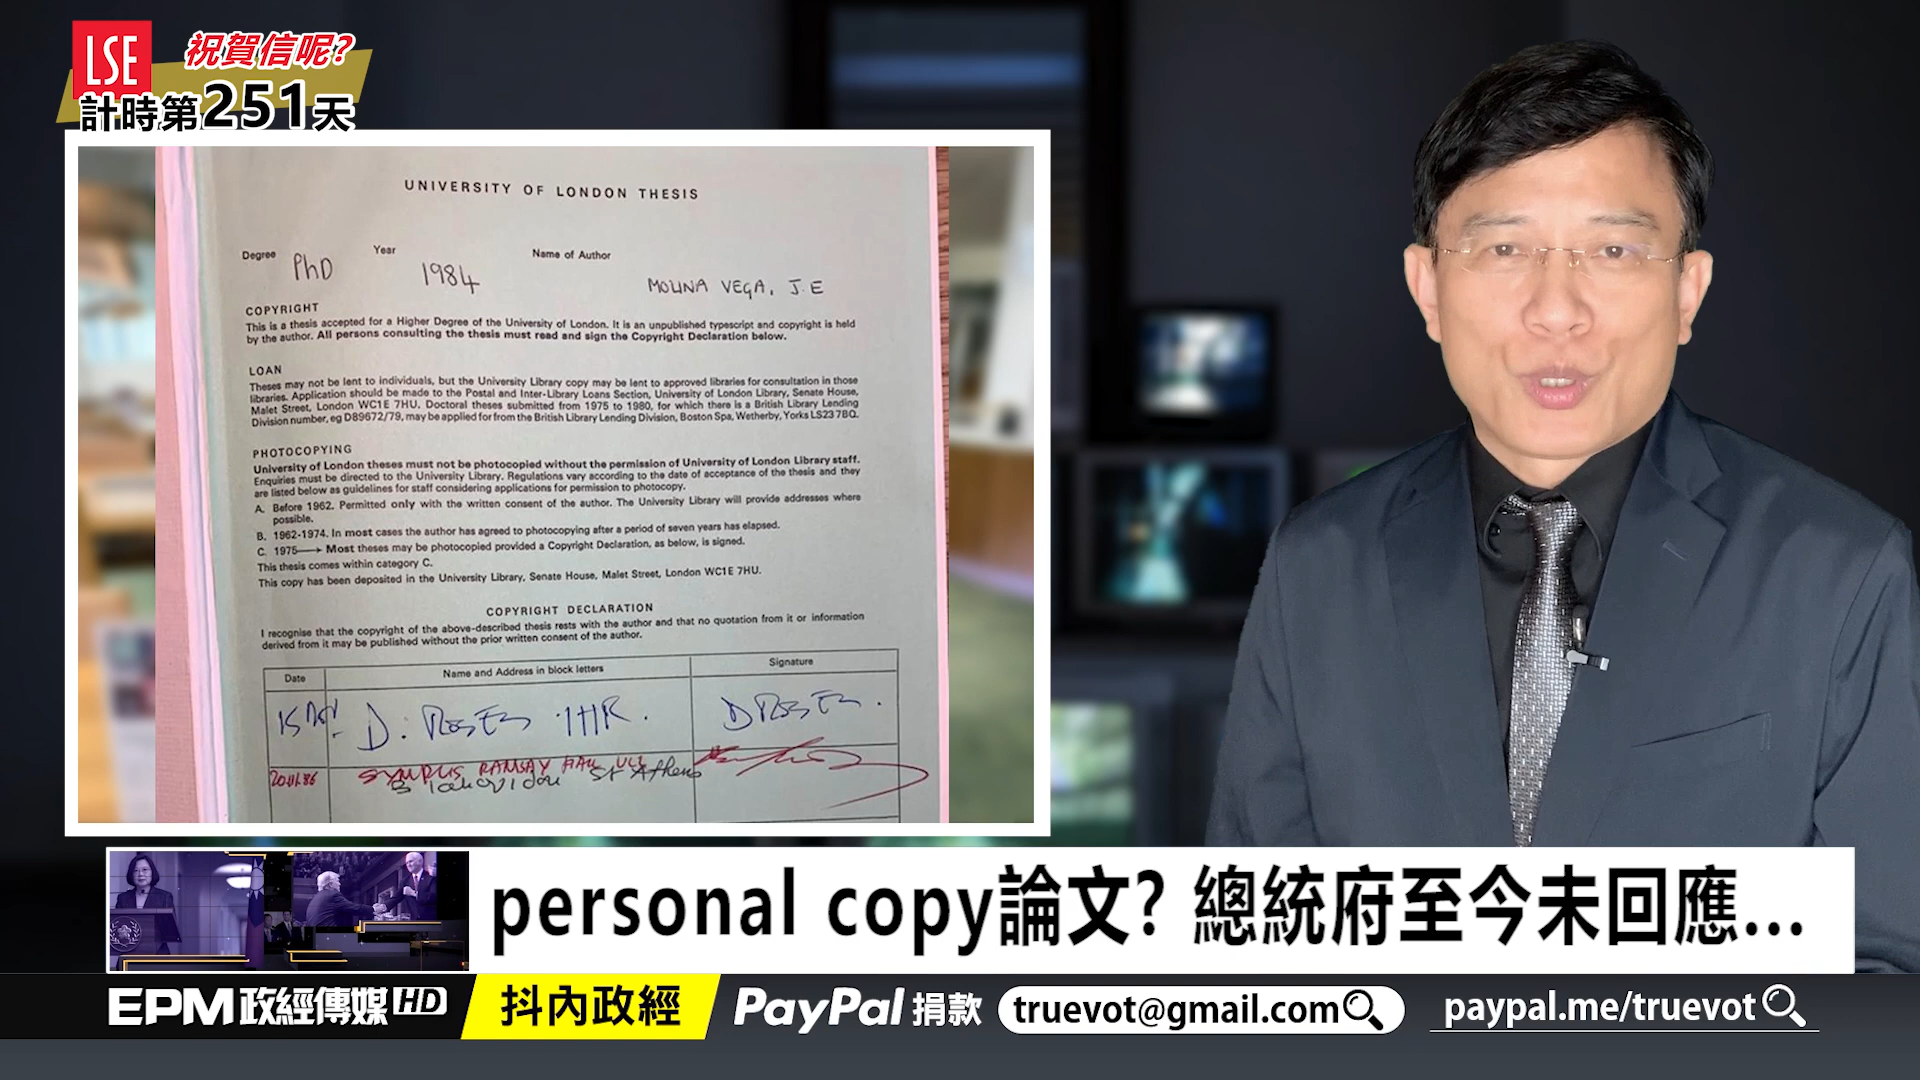 LSE
祝賀信呢?
計時第251天
UNIVERSITY OF LONDON THESIS
Degree PhD Year 1984 Name of Author MOLINA VEGA, J.E
COPYRIGHT
This is a thesis accepted for a Higher Degree of the University of London. It is an unpublished typescript and copyright is held
by the author. All persons consulting the thesis must read and sign the Copyright Declaration below.
LOAN
Theses may not be lent to individuals, but the University Library copy may be lent to approved libraries for consultation in those
libraries. Application should be made to the Postal and Inter-Library Loans Section, University of London Library, Senate House,
Malet Street, London WC1E 7HU. Doctoral theses submitted from 1975 to 1980, for which there is a British Library Lending
Division number, eg D89672/79, may be applied for from the British Library Lending Division, Boston Spa, Wetherby, Yorks LS23 7BQ.
PHOTOCOPYING
University of London theses must not be photocopied without the permission of University of London Library staff.
Enquiries must be directed to the University Library. Regulations vary according to the date of acceptance of the thesis and they
are listed below as guidelines for staff considering applications for permission to photocopy.
A. Before 1962. Permitted only with the written consent of the author. The University Library will provide addresses where
possible.
B. 1962-1974. In most cases the author has agreed to photocopying after a period of seven years has elapsed.
C. 1975⟶ Most theses may be photocopied provided a Copyright Declaration, as below, is signed.
This thesis comes within category C.
This copy has been deposited in the University Library, Senate House, Malet Street, London WC1E 7HU.
COPYRIGHT DECLARATION
I recognise that the copyright of the above-described thesis rests with the author and that no quotation from it or information
derived from it may be published without the prior written consent of the author.
Date Name and Address in block letters Signature
D. IHR.
RAMSAY HALL UCL
personal copy論文? 總統府至今未回應...
EPM政經傳媒HD 抖內政經 PayPal捐款 truevot@gmail.com paypal.me/truevot